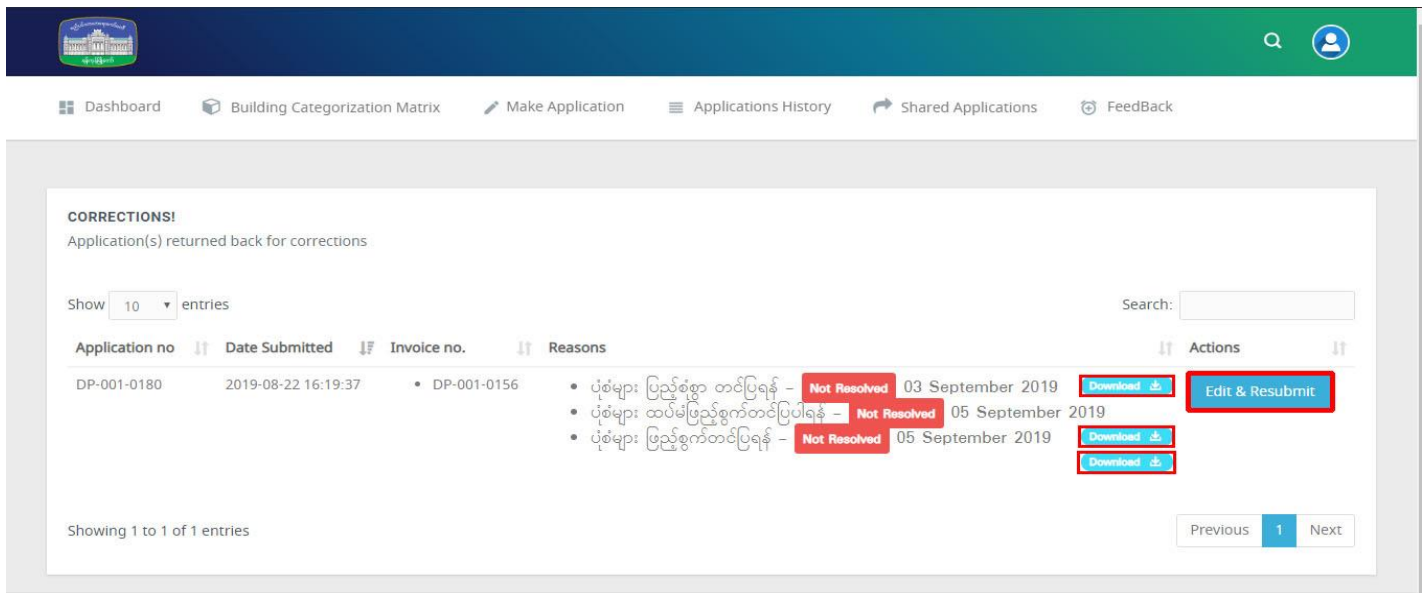 Dashboard Building Categorization Matrix Make Application Applications History Shared Applications FeedBack
CORRECTIONS!
Application(s) returned back for corrections
Show 10 entries Search:
Application no Date Submitted Invoice no. Reasons Actions
DP-001-0180 2019-08-22 16:19:37 • DP-001-0156 • ပုံစံများ ပြည့်စုံစွာ တင်ပြရန် – Not Resolved 03 September 2019 Download Edit & Resubmit
• ပုံစံများ ထပ်မံဖြည့်စွက်တင်ပြပါရန် – Not Resolved 05 September 2019
• ပုံစံများ ဖြည့်စွက်တင်ပြရန် – Not Resolved 05 September 2019 Download
Download
Showing 1 to 1 of 1 entries Previous 1 Next